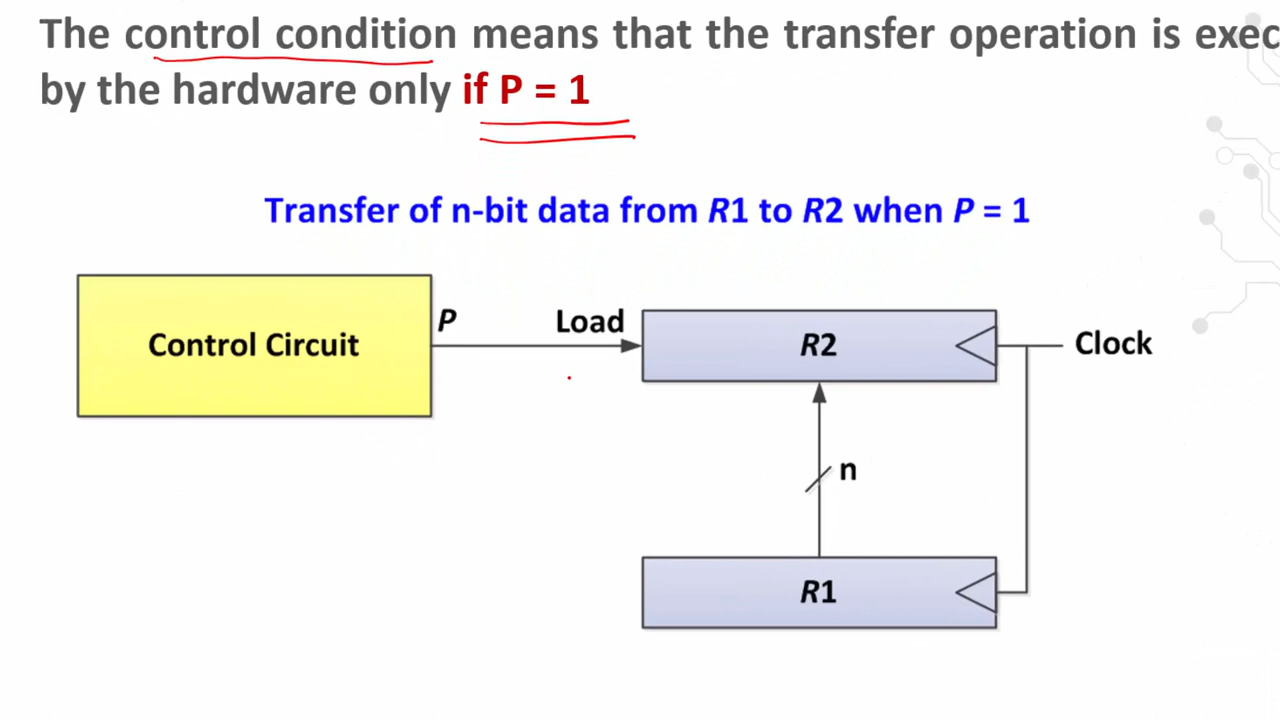 The control condition means that the transfer operation is exec
by the hardware only if P = 1
Transfer of n-bit data from R1 to R2 when P = 1
Control Circuit
P
Load
R2
Clock
n
R1